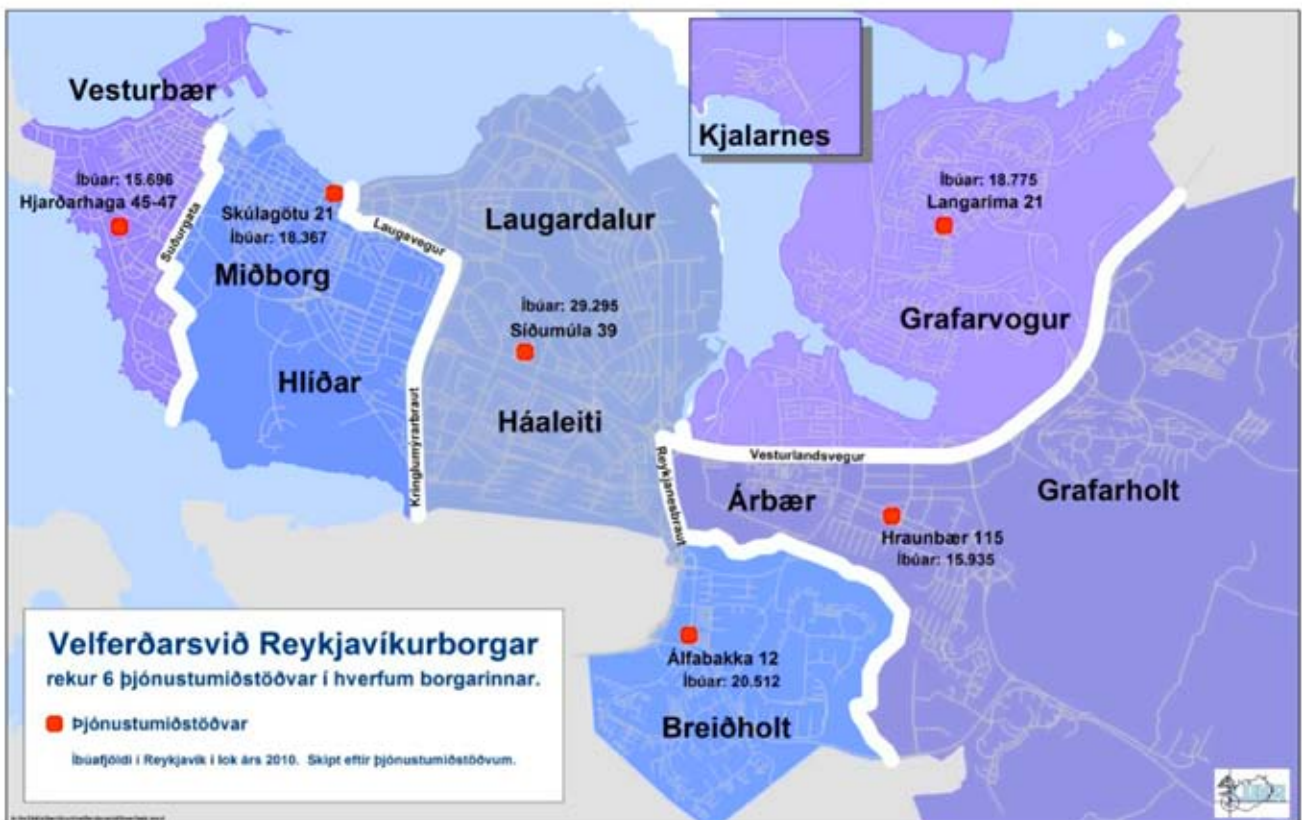 Vesturbær
Íbúar: 15.696
Hjarðarhaga 45-47
Suðurgata
Skúlagötu 21
Íbúar: 18.367
Miðborg
Hlíðar
Laugavegur
Kringlumýrarbraut
Laugardalur
Íbúar: 29.295
Síðumúla 39
Háaleiti
Kjalarnes
Íbúar: 18.775
Langarima 21
Grafarvogur
Vesturlandsvegur
Reykjanesbraut
Árbær
Grafarholt
Hraunbær 115
Íbúar: 15.935
Álfabakka 12
Íbúar: 20.512
Breiðholt
Velferðarsvið Reykjavíkurborgar
rekur 6 þjónustumiðstöðvar í hverfum borgarinnar.
Þjónustumiðstöðvar
Íbúafjöldi í Reykjavík í lok árs 2010. Skipt eftir þjónustumiðstöðvum.